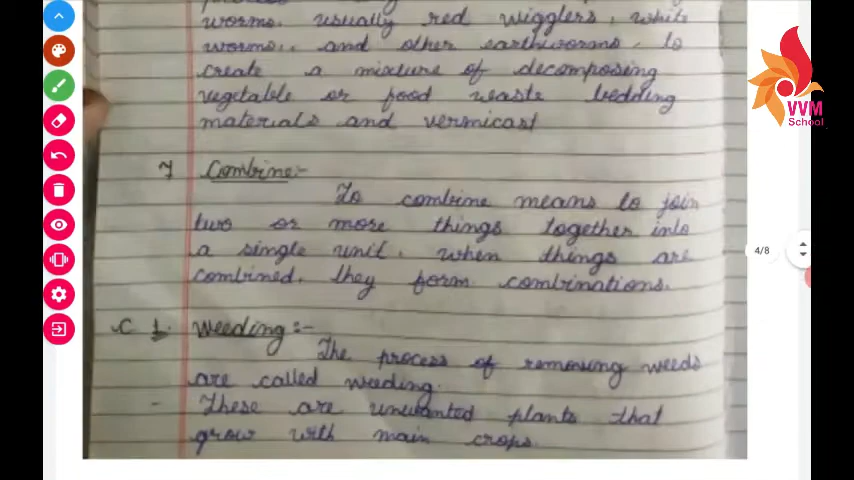 worms. usually red wigglers, white
worms., and other earthworms, to
create a mixture of decomposing
vegetable or food waste bedding
materials and vermicast
7 Combine:-
To combine means to join
two or more things together into
a single unit. when things are
combined, they form combinations.
C 1. Weeding:-
The process of removing weeds
are called weeding.
- These are unwanted plants that
grow with main crops.
VVM
School
4/8